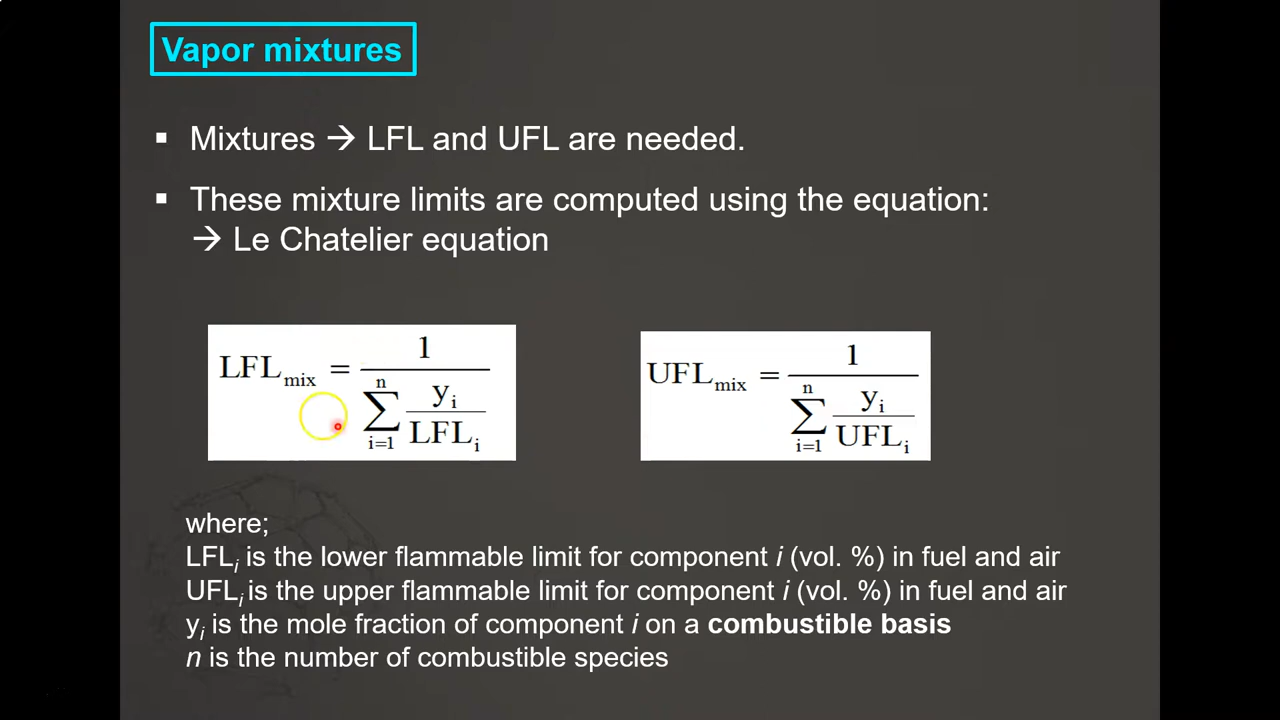 Vapor mixtures
▪ Mixtures → LFL and UFL are needed.
▪ These mixture limits are computed using the equation:
→ Le Chatelier equation
LFL_mix = 1 / ∑_{i=1}^{n} y_i / LFL_i
UFL_mix = 1 / ∑_{i=1}^{n} y_i / UFL_i
where;
LFL_i is the lower flammable limit for component i (vol. %) in fuel and air
UFL_i is the upper flammable limit for component i (vol. %) in fuel and air
y_i is the mole fraction of component i on a combustible basis
n is the number of combustible species